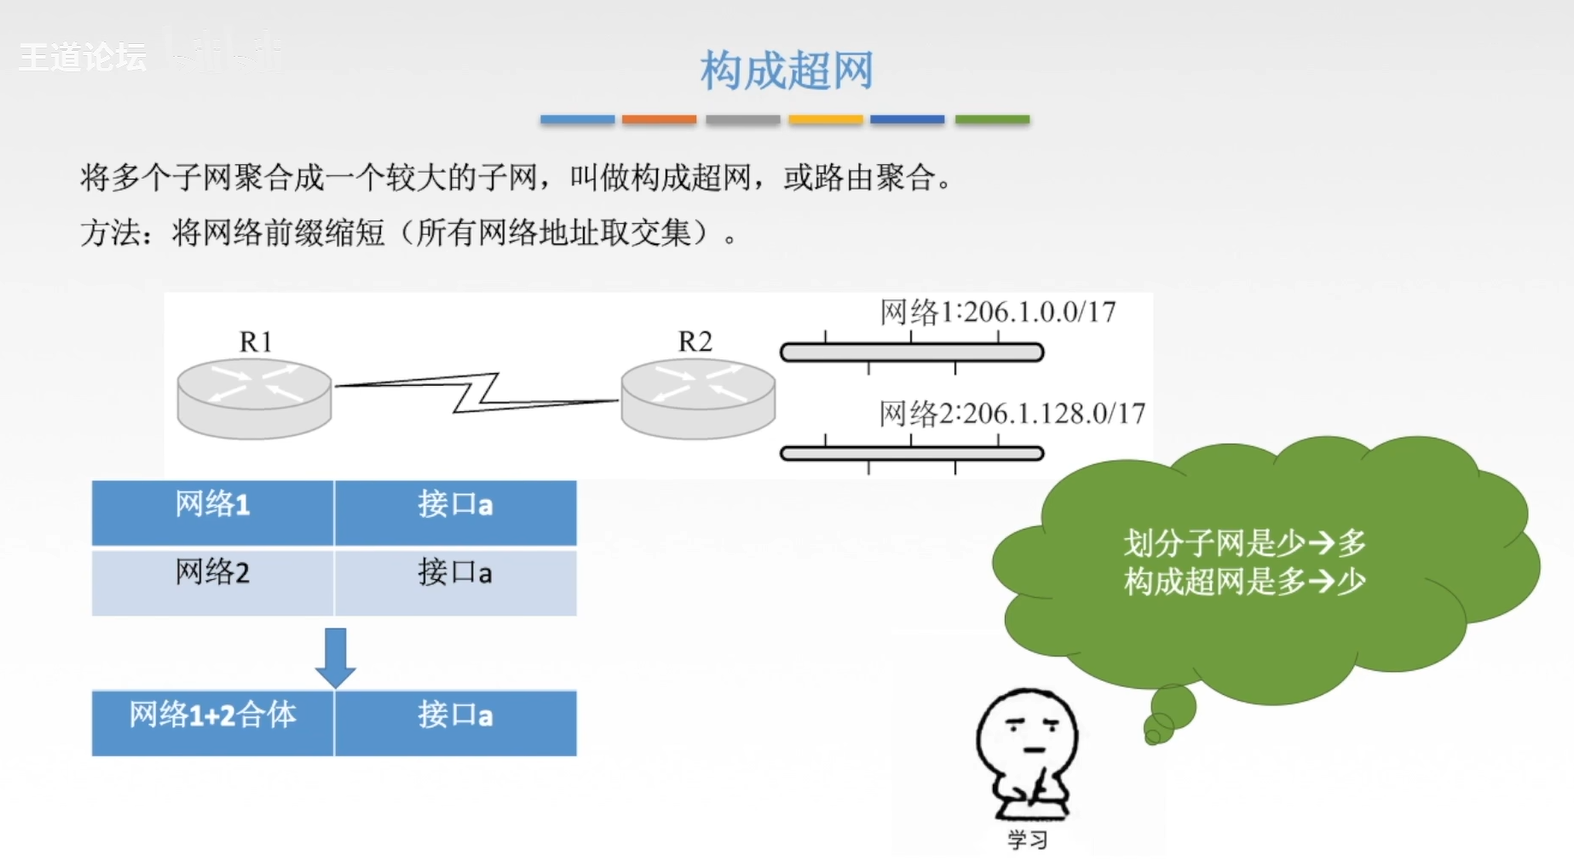 王道论坛
构成超网
将多个子网聚合成一个较大的子网，叫做构成超网，或路由聚合。
方法：将网络前缀缩短（所有网络地址取交集）。
网络1:206.1.0.0/17
R1
R2
网络2:206.1.128.0/17
网络1 接口a
网络2 接口a
划分子网是少→多
构成超网是多→少
网络1+2合体 接口a
学习